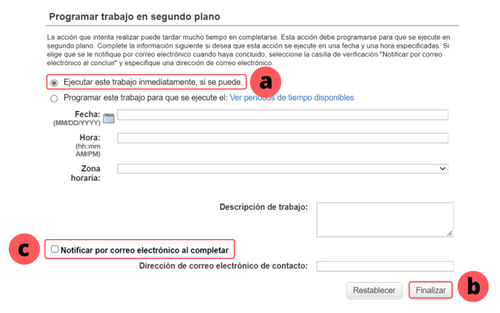 Programar trabajo en segundo plano
La acción que intenta realizar puede tardar mucho tiempo en completarse. Esta acción debe programarse para que se ejecute en
segundo plano. Complete la información siguiente si desea que esta acción se ejecute en una fecha y una hora especificadas. Si
elige que se le notifique por correo electrónico cuando haya concluido, seleccione la casilla de verificación "Notificar por correo
electrónico al concluir" y especifique una dirección de correo electrónico.
Ejecutar este trabajo inmediatamente, si se puede. a
Programar este trabajo para que se ejecute el: Ver periodos de tiempo disponibles
Fecha:
(MM/DD/YYYY)
Hora:
(hh:mm
AM/PM)
Zona
horaria:
Descripción de trabajo:
c Notificar por correo electrónico al completar
Dirección de correo electrónico de contacto:
Restablecer Finalizar b